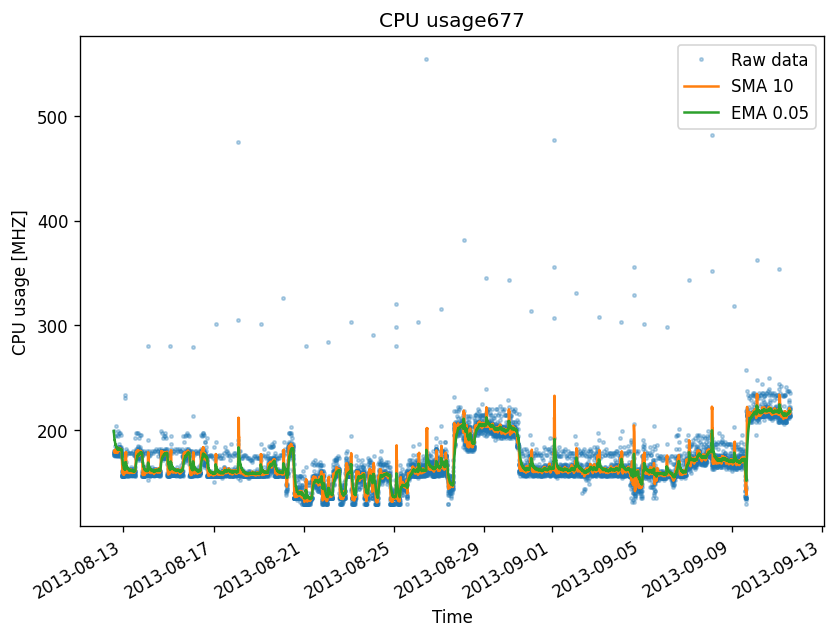 CPU usage677
Raw data
SMA 10
EMA 0.05
CPU usage [MHZ]
500
400
300
200
2013-08-13
2013-08-17
2013-08-21
2013-08-25
2013-08-29
2013-09-01
2013-09-05
2013-09-09
2013-09-13
Time